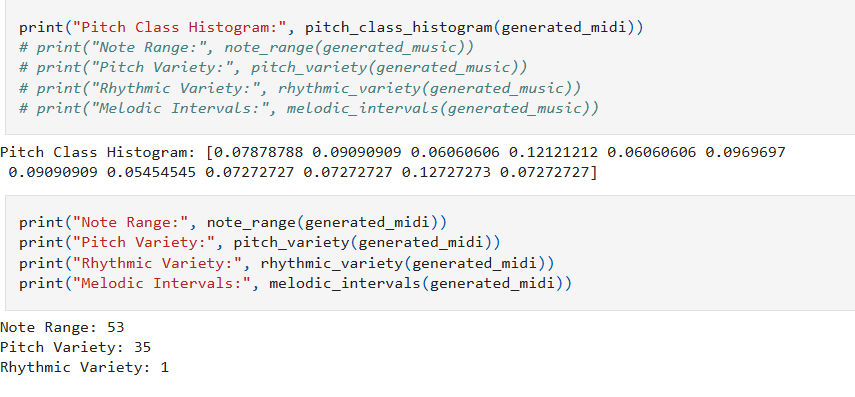 print("Pitch Class Histogram:", pitch_class_histogram(generated_midi))
# print("Note Range:", note_range(generated_music))
# print("Pitch Variety:", pitch_variety(generated_music))
# print("Rhythmic Variety:", rhythmic_variety(generated_music))
# print("Melodic Intervals:", melodic_intervals(generated_music))
Pitch Class Histogram: [0.07878788 0.09090909 0.06060606 0.12121212 0.06060606 0.0969697
0.09090909 0.05454545 0.07272727 0.07272727 0.12727273 0.07272727]
print("Note Range:", note_range(generated_midi))
print("Pitch Variety:", pitch_variety(generated_midi))
print("Rhythmic Variety:", rhythmic_variety(generated_midi))
print("Melodic Intervals:", melodic_intervals(generated_midi))
Note Range: 53
Pitch Variety: 35
Rhythmic Variety: 1